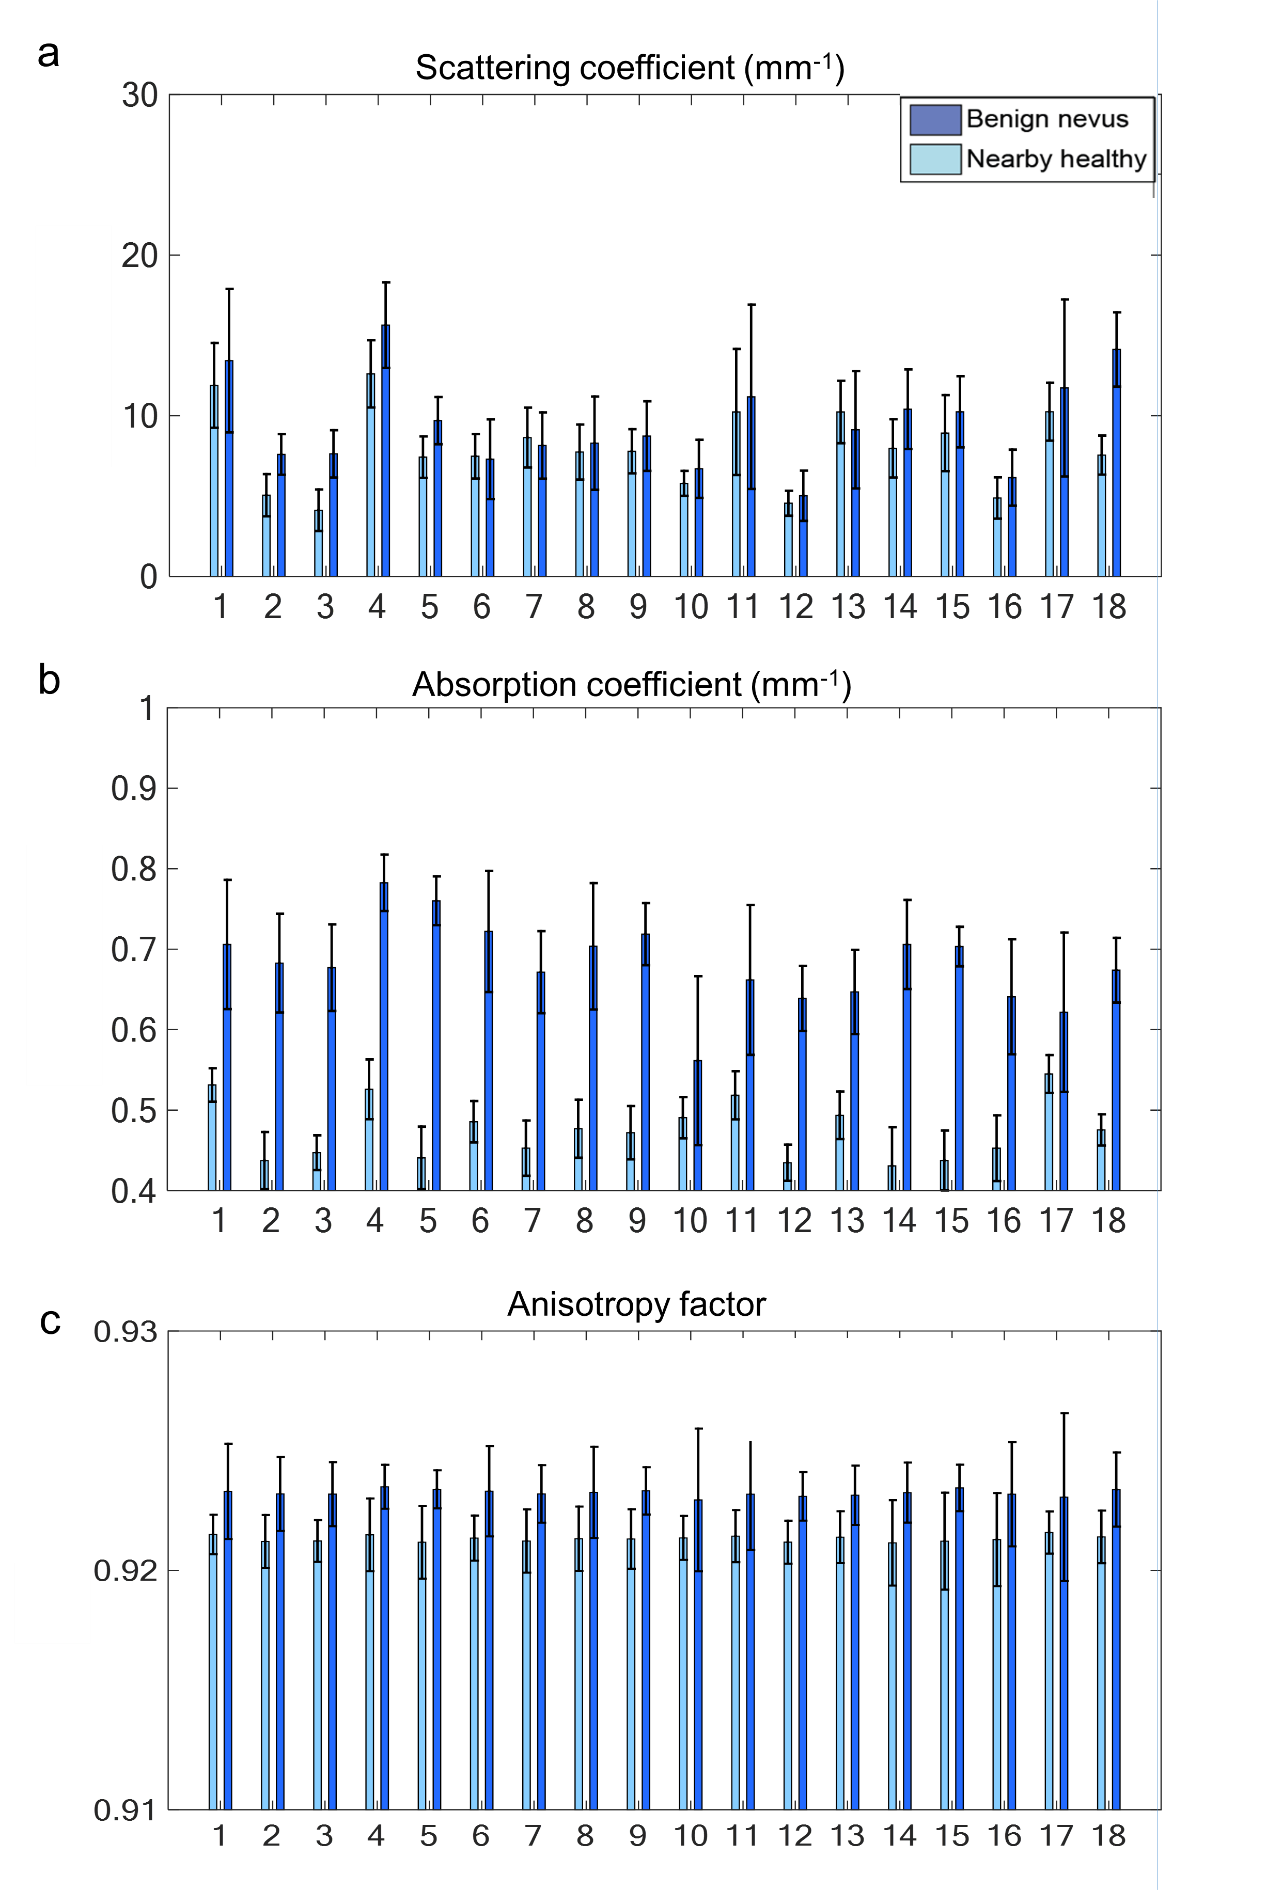 a
Scattering coefficient (mm⁻¹)
30
Benign nevus
Nearby healthy
20
10
0
1 2 3 4 5 6 7 8 9 10 11 12 13 14 15 16 17 18
b
Absorption coefficient (mm⁻¹)
1
0.9
0.8
0.7
0.6
0.5
0.4
1 2 3 4 5 6 7 8 9 10 11 12 13 14 15 16 17 18
c
Anisotropy factor
0.93
0.92
0.91
1 2 3 4 5 6 7 8 9 10 11 12 13 14 15 16 17 18